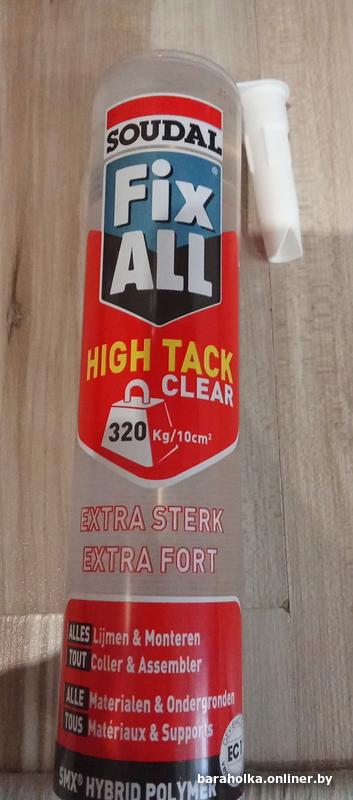 SOUDAL
Fix®
ALL
HIGH TACK
CLEAR
320 Kg/10cm²
EXTRA STERK
EXTRA FORT
ALLES Lijmen & Monteren
TOUT Coller & Assembler
ALLE Materialen & Ondergronden
TOUS Matériaux & Supports
EC1
SMX® HYBRID POLYMER
baraholka.onliner.by